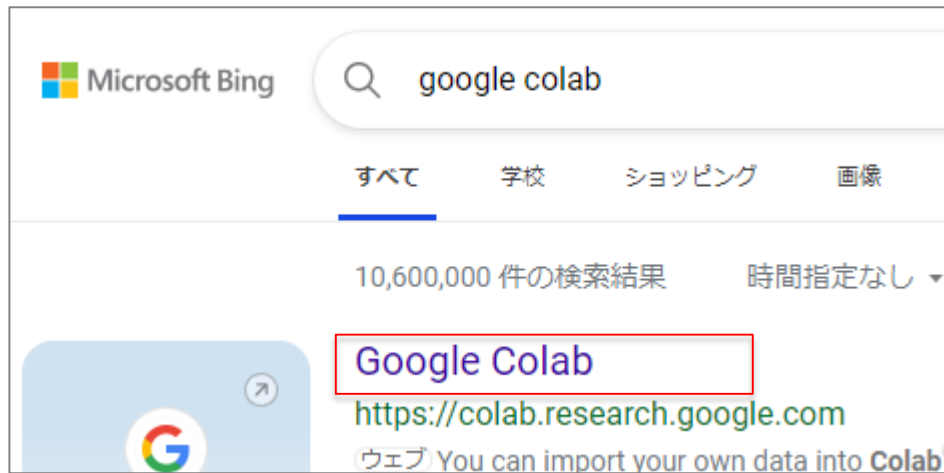 Microsoft Bing
google colab
すべて 学校 ショッピング 画像
10,600,000 件の検索結果 時間指定なし
Google Colab
https://colab.research.google.com
ウェブ You can import your own data into Colab